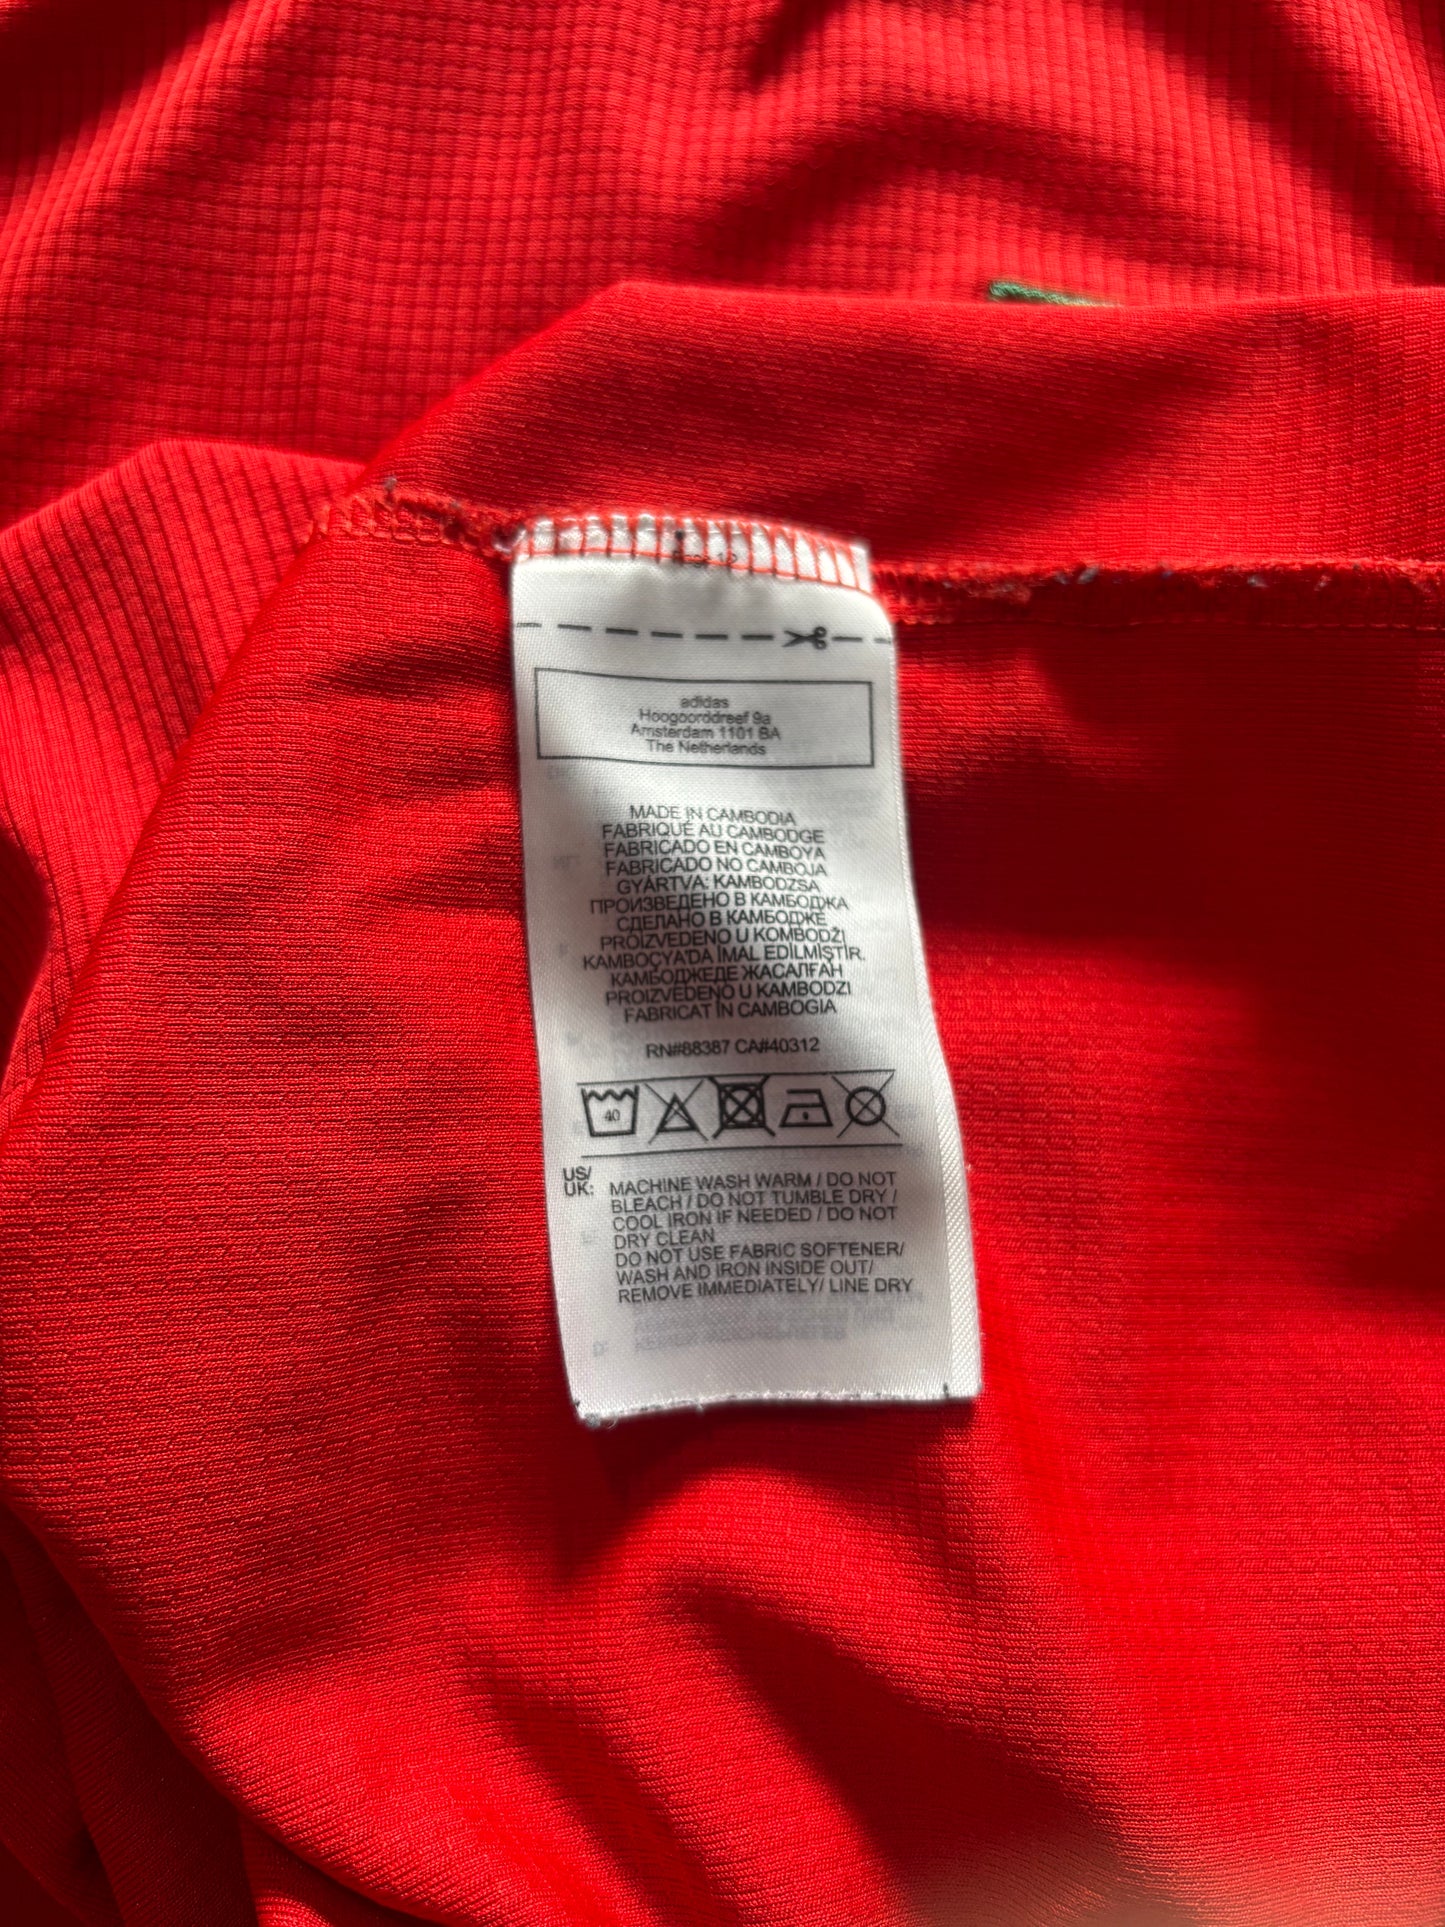 adidas
Hoogoorddreef 9a
Amsterdam 1101 BA
The Netherlands
MADE IN CAMBODIA
FABRIQUÉ AU CAMBODGE
FABRICADO EN CAMBOYA
FABRICADO NO CAMBOJA
GYÁRTVA: KAMBODZSA
ПРОИЗВЕДЕНО В КАМБОДЖА
СДЕЛАНО В КАМБОДЖЕ
PROIZVEDENO U KOMBODŽI
KAMBOÇYA'DA İMAL EDİLMİŞTİR.
КАМБОДЖЕДЕ ЖАСАЛҒАН
PROIZVEDENO U KAMBODZI
FABRICAT ÎN CAMBOGIA
RN#88387 CA#40312
40
US/
UK:
MACHINE WASH WARM / DO NOT
BLEACH / DO NOT TUMBLE DRY /
COOL IRON IF NEEDED / DO NOT
DRY CLEAN
DO NOT USE FABRIC SOFTENER/
WASH AND IRON INSIDE OUT/
REMOVE IMMEDIATELY/ LINE DRY